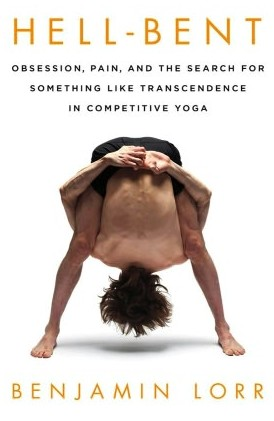 HELL-BENT
OBSESSION, PAIN, AND THE SEARCH FOR
SOMETHING LIKE TRANSCENDENCE
IN COMPETITIVE YOGA
BENJAMIN LORR